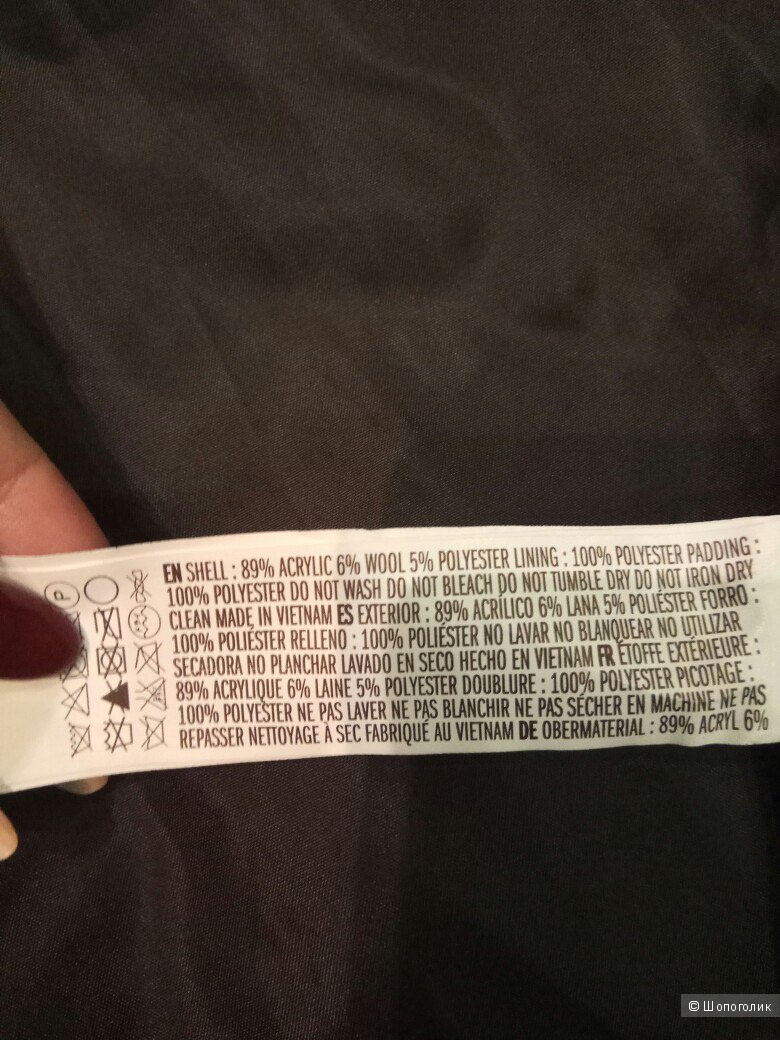 P
EN SHELL : 89% ACRYLIC 6% WOOL 5% POLYESTER LINING : 100% POLYESTER PADDING :
100% POLYESTER DO NOT WASH DO NOT BLEACH DO NOT TUMBLE DRY DO NOT IRON DRY
CLEAN MADE IN VIETNAM ES EXTERIOR : 89% ACRÍLICO 6% LANA 5% POLIÉSTER FORRO :
100% POLIÉSTER RELLENO : 100% POLIÉSTER NO LAVAR NO BLANQUEAR NO UTILIZAR
SECADORA NO PLANCHAR LAVADO EN SECO HECHO EN VIETNAM FR ÉTOFFE EXTÉRIEURE :
89% ACRYLIQUE 6% LAINE 5% POLYESTER DOUBLURE : 100% POLYESTER PICOTAGE :
100% POLYESTER NE PAS LAVER NE PAS BLANCHIR NE PAS SÉCHER EN MACHINE NE PAS
REPASSER NETTOYAGE À SEC FABRIQUÉ AU VIETNAM DE OBERMATERIAL : 89% ACRYL 6%
© Шопоголик